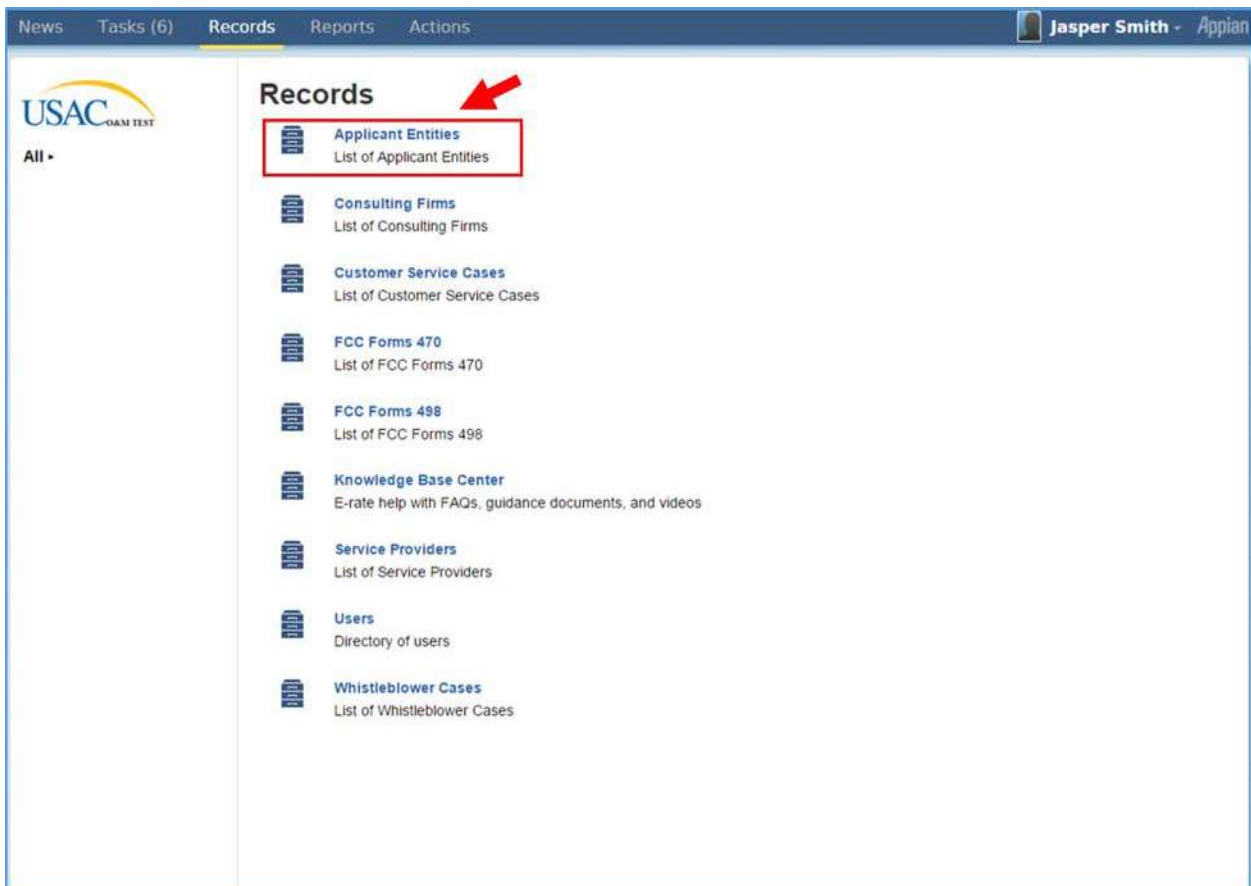 News Tasks (6) Records Reports Actions Jasper Smith Appian
USAC O&M TEST
All
Records
Applicant Entities
List of Applicant Entities
Consulting Firms
List of Consulting Firms
Customer Service Cases
List of Customer Service Cases
FCC Forms 470
List of FCC Forms 470
FCC Forms 498
List of FCC Forms 498
Knowledge Base Center
E-rate help with FAQs, guidance documents, and videos
Service Providers
List of Service Providers
Users
Directory of users
Whistleblower Cases
List of Whistleblower Cases